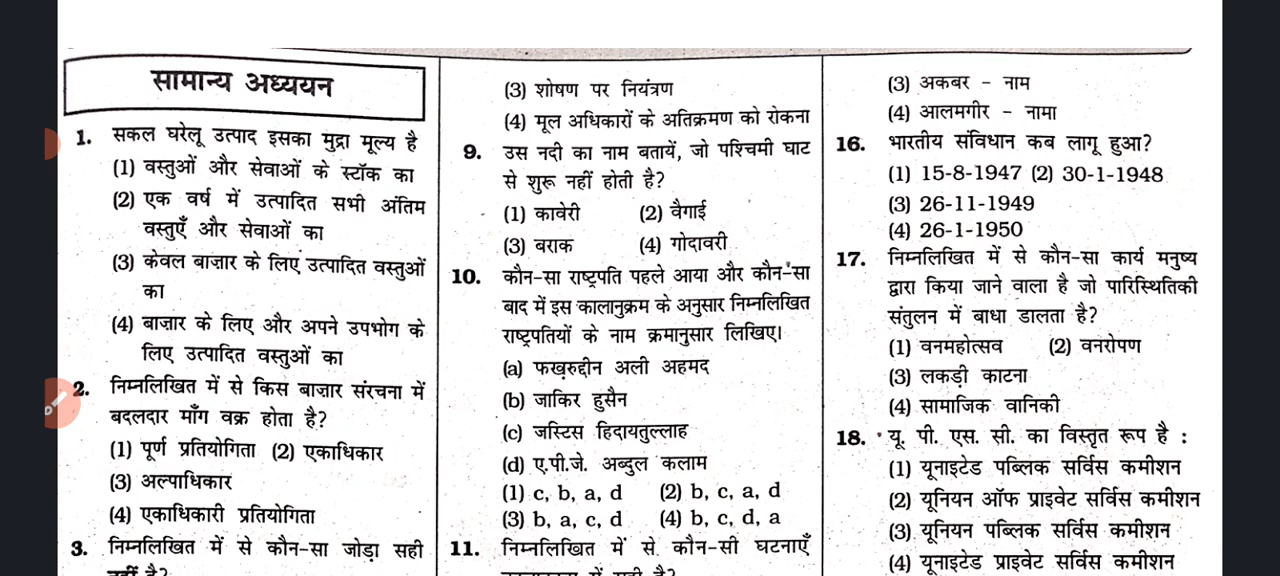 सामान्य अध्ययन
1. सकल घरेलू उत्पाद इसका मुद्रा मूल्य है
(1) वस्तुओं और सेवाओं के स्टॉक का
(2) एक वर्ष में उत्पादित सभी अंतिम
वस्तुएँ और सेवाओं का
(3) केवल बाजार के लिए उत्पादित वस्तुओं
का
(4) बाज़ार के लिए और अपने उपभोग के
लिए उत्पादित वस्तुओं का
2. निम्नलिखित में से किस बाज़ार संरचना में
बदलदार माँग वक्र होता है?
(1) पूर्ण प्रतियोगिता (2) एकाधिकार
(3) अल्पाधिकार
(4) एकाधिकारी प्रतियोगिता
3. निम्नलिखित में से कौन-सा जोड़ा सही
नहीं है?
(3) शोषण पर नियंत्रण
(4) मूल अधिकारों के अतिक्रमण को रोकना
9. उस नदी का नाम बतायें, जो पश्चिमी घाट
से शुरू नहीं होती है?
(1) कावेरी (2) वैगाई
(3) बराक (4) गोदावरी
10. कौन-सा राष्ट्रपति पहले आया और कौन-सा
बाद में इस कालानुक्रम के अनुसार निम्नलिखित
राष्ट्रपतियों के नाम क्रमानुसार लिखिए।
(a) फख़रुद्दीन अली अहमद
(b) जाकिर हुसैन
(c) जस्टिस हिदायतुल्लाह
(d) ए.पी.जे. अब्दुल कलाम
(1) c, b, a, d (2) b, c, a, d
(3) b, a, c, d (4) b, c, d, a
11. निम्नलिखित में से कौन-सी घटनाएँ
(3) अकबर - नाम
(4) आलमगीर - नामा
16. भारतीय संविधान कब लागू हुआ?
(1) 15-8-1947 (2) 30-1-1948
(3) 26-11-1949
(4) 26-1-1950
17. निम्नलिखित में से कौन-सा कार्य मनुष्य
द्वारा किया जाने वाला है जो पारिस्थितिकी
संतुलन में बाधा डालता है?
(1) वनमहोत्सव (2) वनरोपण
(3) लकड़ी काटना
(4) सामाजिक वानिकी
18. यू. पी. एस. सी. का विस्तृत रूप है :
(1) यूनाइटेड पब्लिक सर्विस कमीशन
(2) यूनियन ऑफ प्राइवेट सर्विस कमीशन
(3) यूनियन पब्लिक सर्विस कमीशन
(4) यूनाइटेड प्राइवेट सर्विस कमीशन